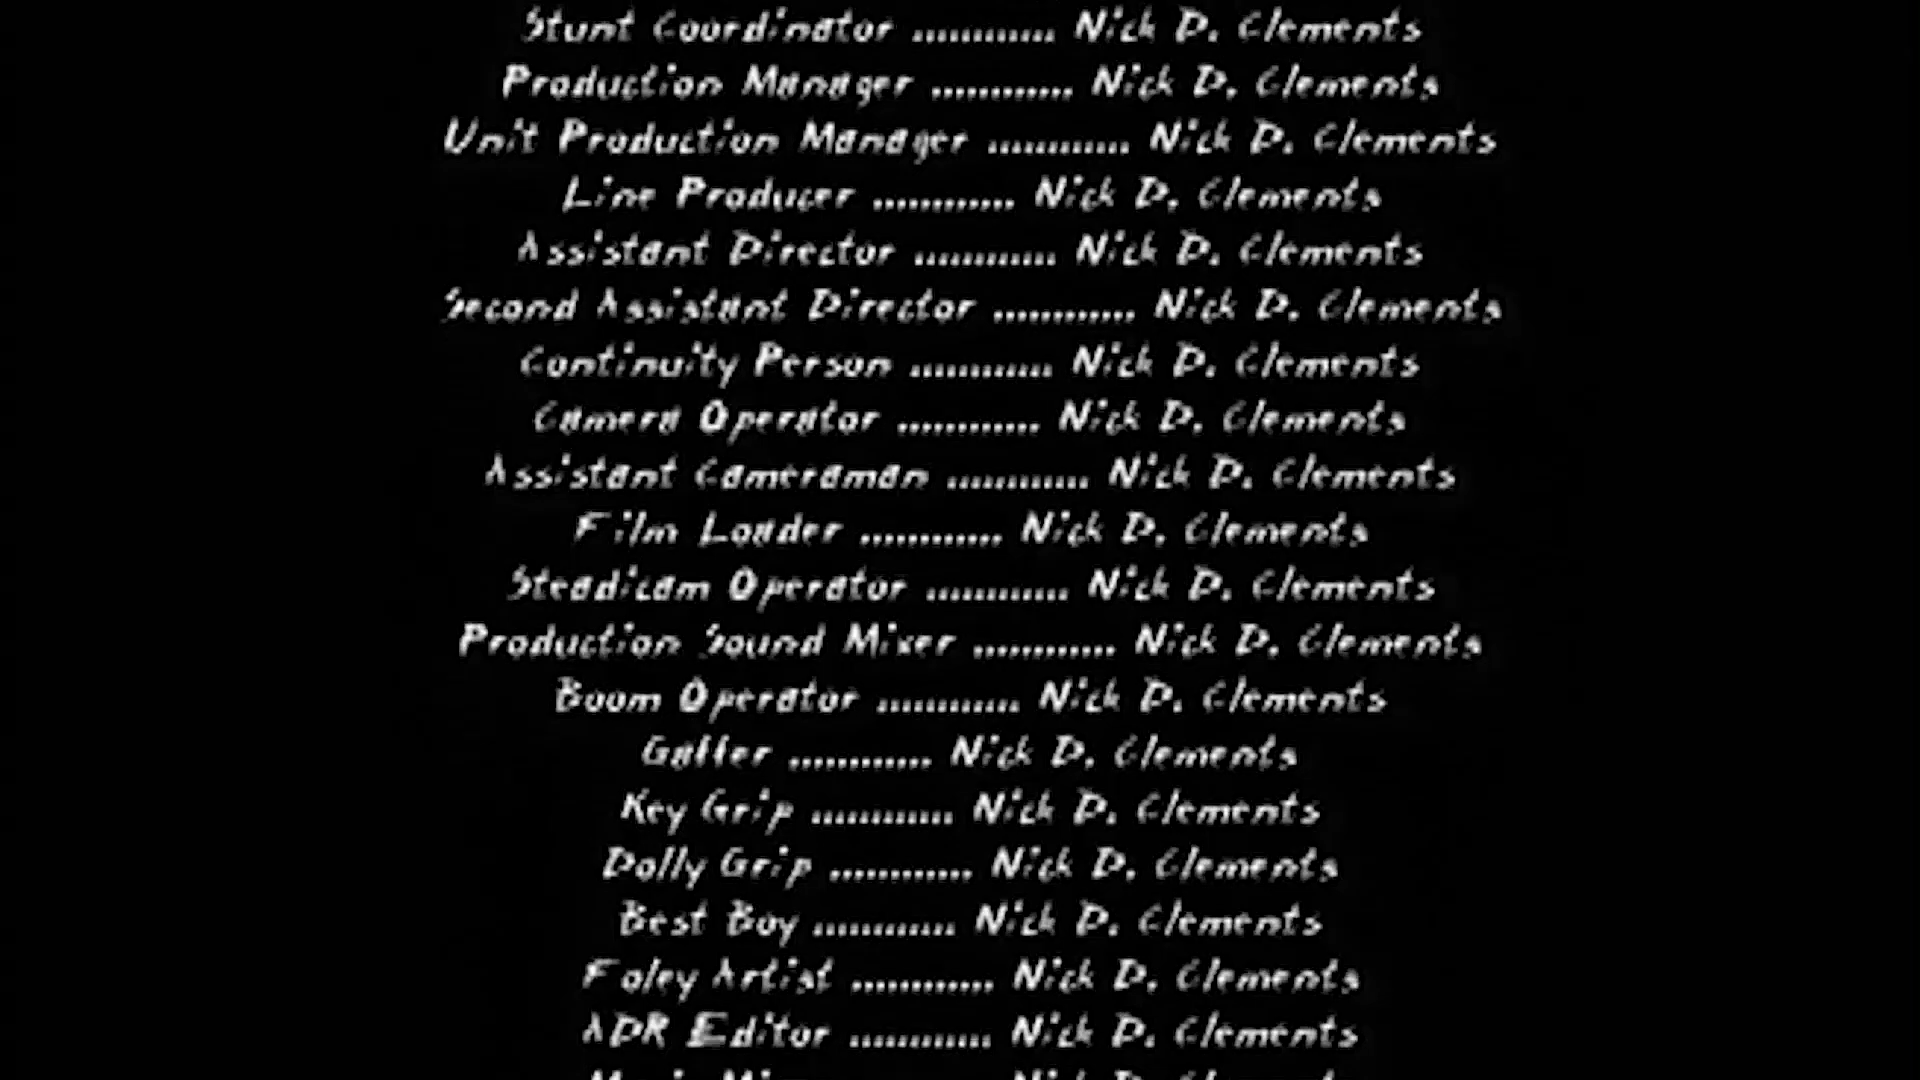 Stunt Coordinator ............ Nick D. Clements
Production Manager ............ Nick D. Clements
Unit Production Manager ............ Nick D. Clements
Line Producer ............ Nick D. Clements
Assistant Director ............ Nick D. Clements
Second Assistant Director ............ Nick D. Clements
Continuity Person ............ Nick D. Clements
Camera Operator ............ Nick D. Clements
Assistant Cameraman ............ Nick D. Clements
Film Loader ............ Nick D. Clements
Steadicam Operator ............ Nick D. Clements
Production Sound Mixer ............ Nick D. Clements
Boom Operator ............ Nick D. Clements
Gaffer ............ Nick D. Clements
Key Grip ............ Nick D. Clements
Dolly Grip ............ Nick D. Clements
Best Boy ............ Nick D. Clements
Foley Artist ............ Nick D. Clements
ADR Editor ............ Nick D. Clements